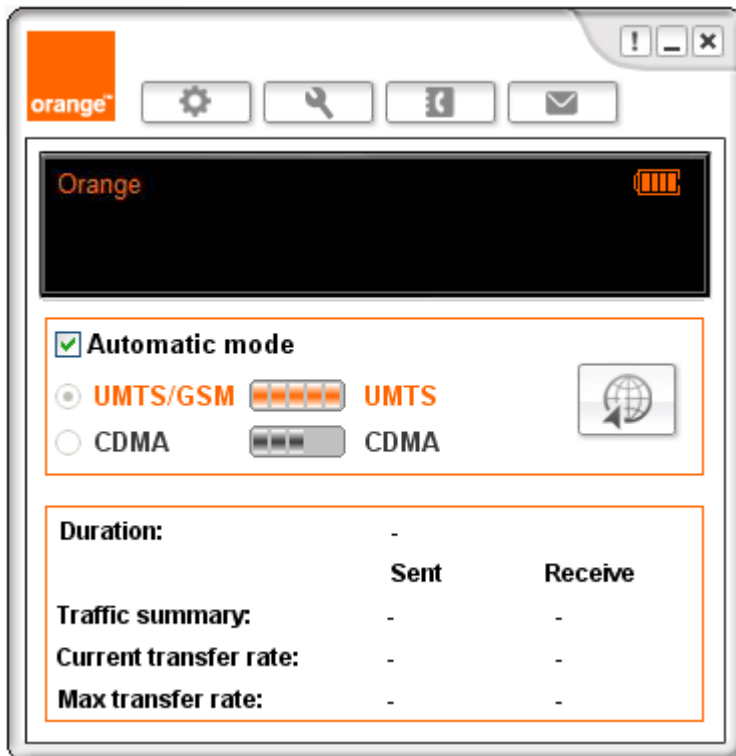 orange™
Orange
Automatic mode
UMTS/GSM UMTS
CDMA CDMA
Duration: -
Sent Receive
Traffic summary: - -
Current transfer rate: - -
Max transfer rate: - -